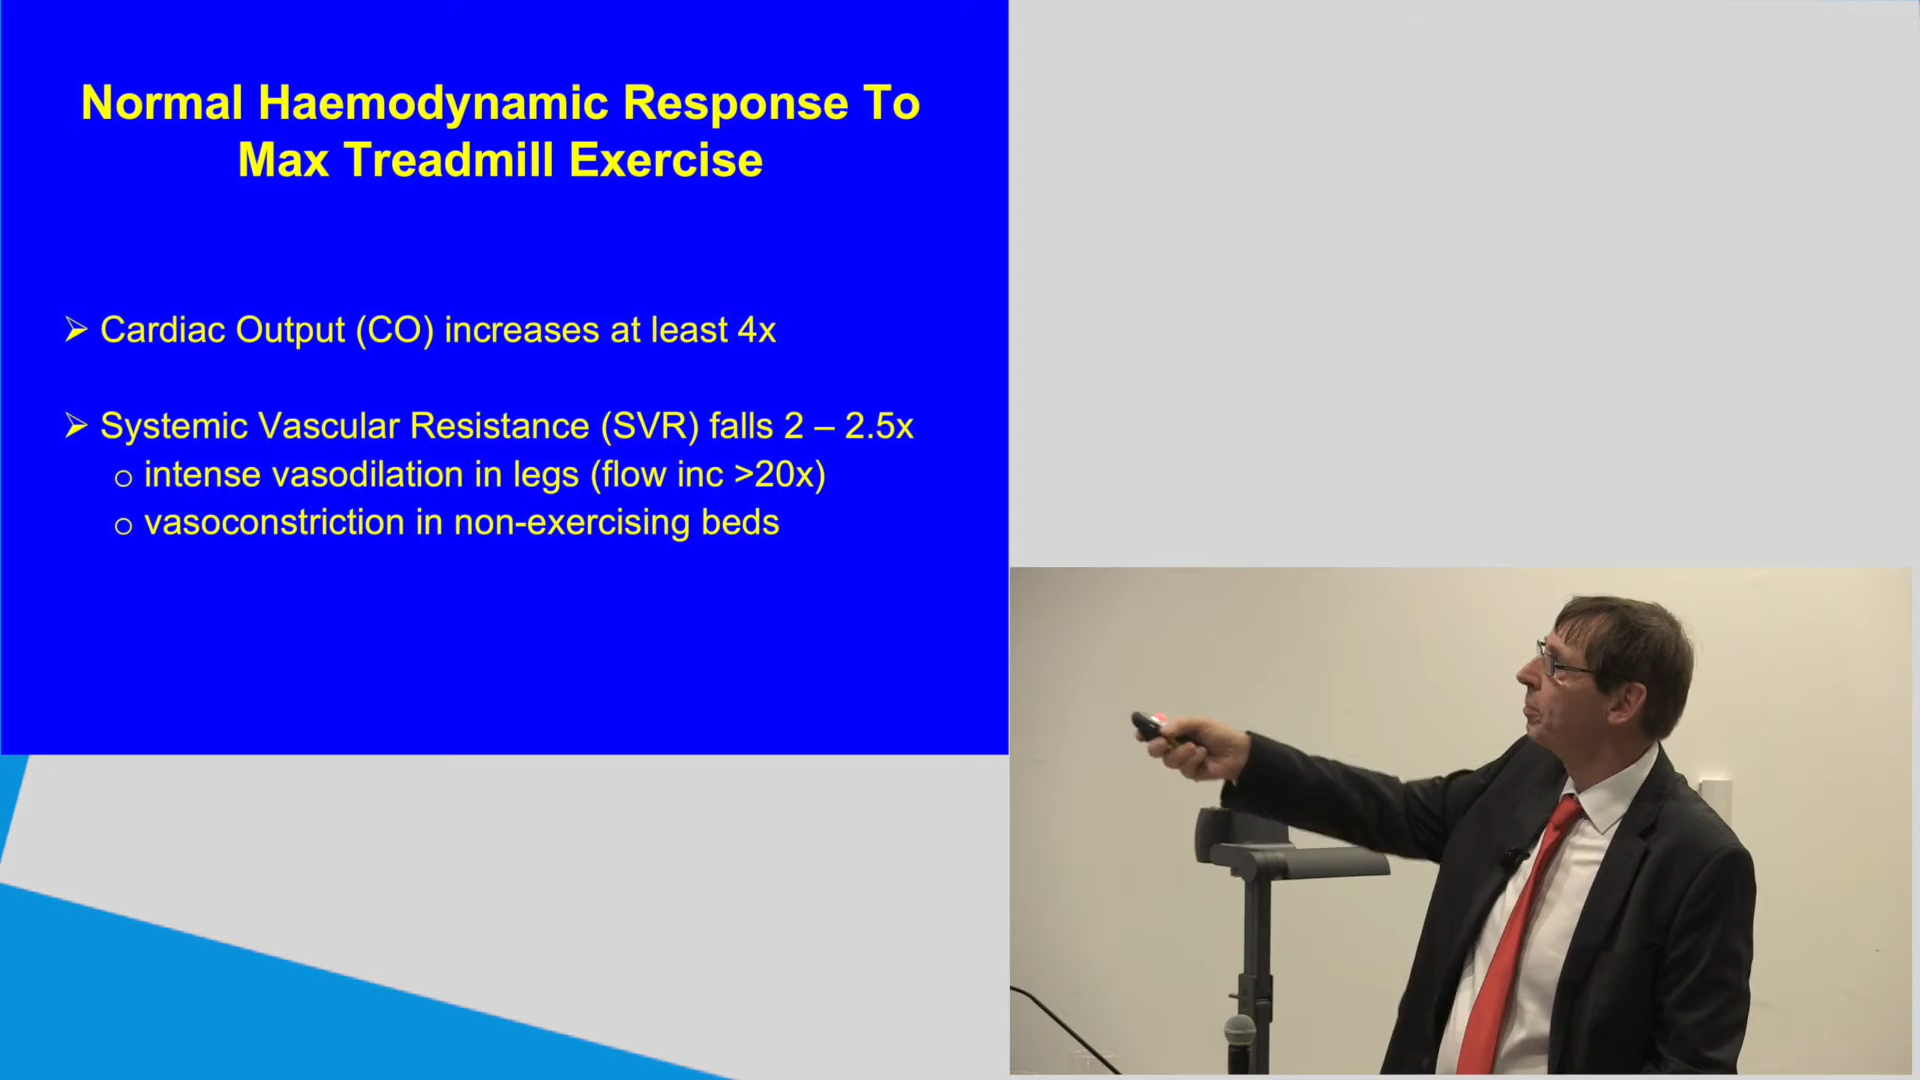 Normal Haemodynamic Response To
Max Treadmill Exercise
➢ Cardiac Output (CO) increases at least 4x
➢ Systemic Vascular Resistance (SVR) falls 2 – 2.5x
o intense vasodilation in legs (flow inc >20x)
o vasoconstriction in non-exercising beds